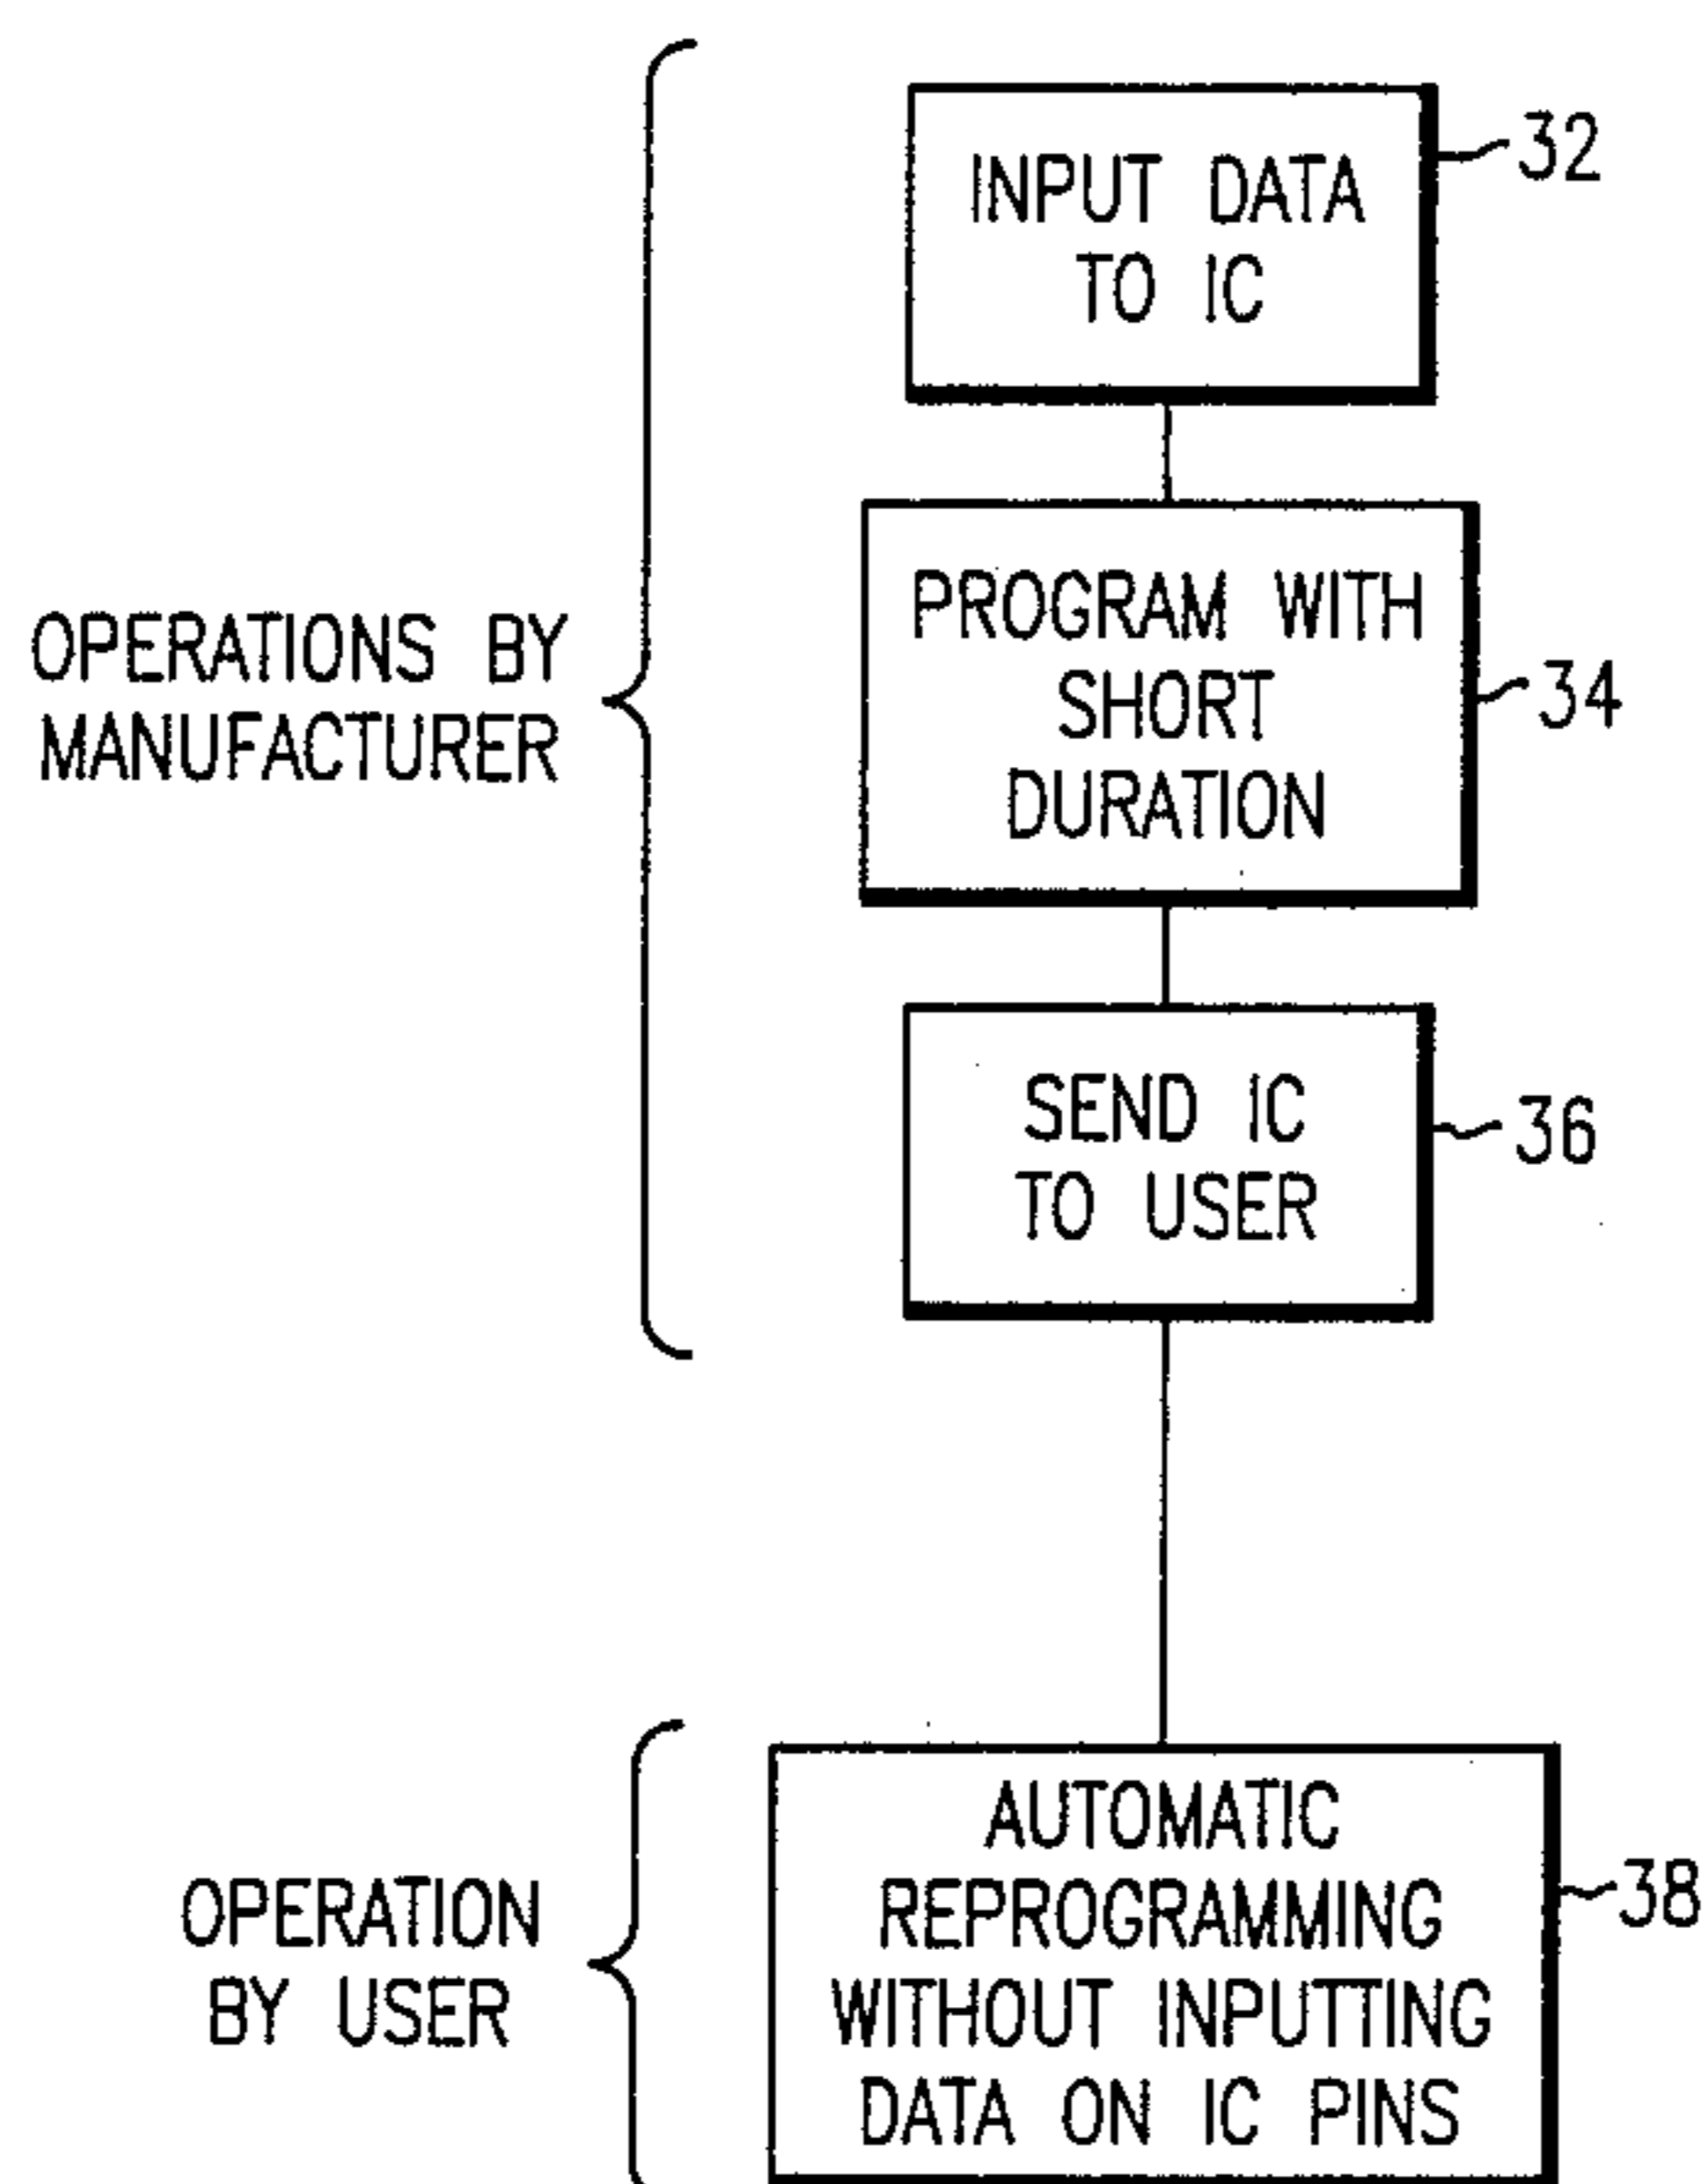 INPUT DATA
TO IC
32
OPERATIONS BY
MANUFACTURER
PROGRAM WITH
SHORT
DURATION
34
SEND IC
TO USER
36
OPERATION
BY USER
AUTOMATIC
REPROGRAMMING
WITHOUT INPUTTING
DATA ON IC PINS
38